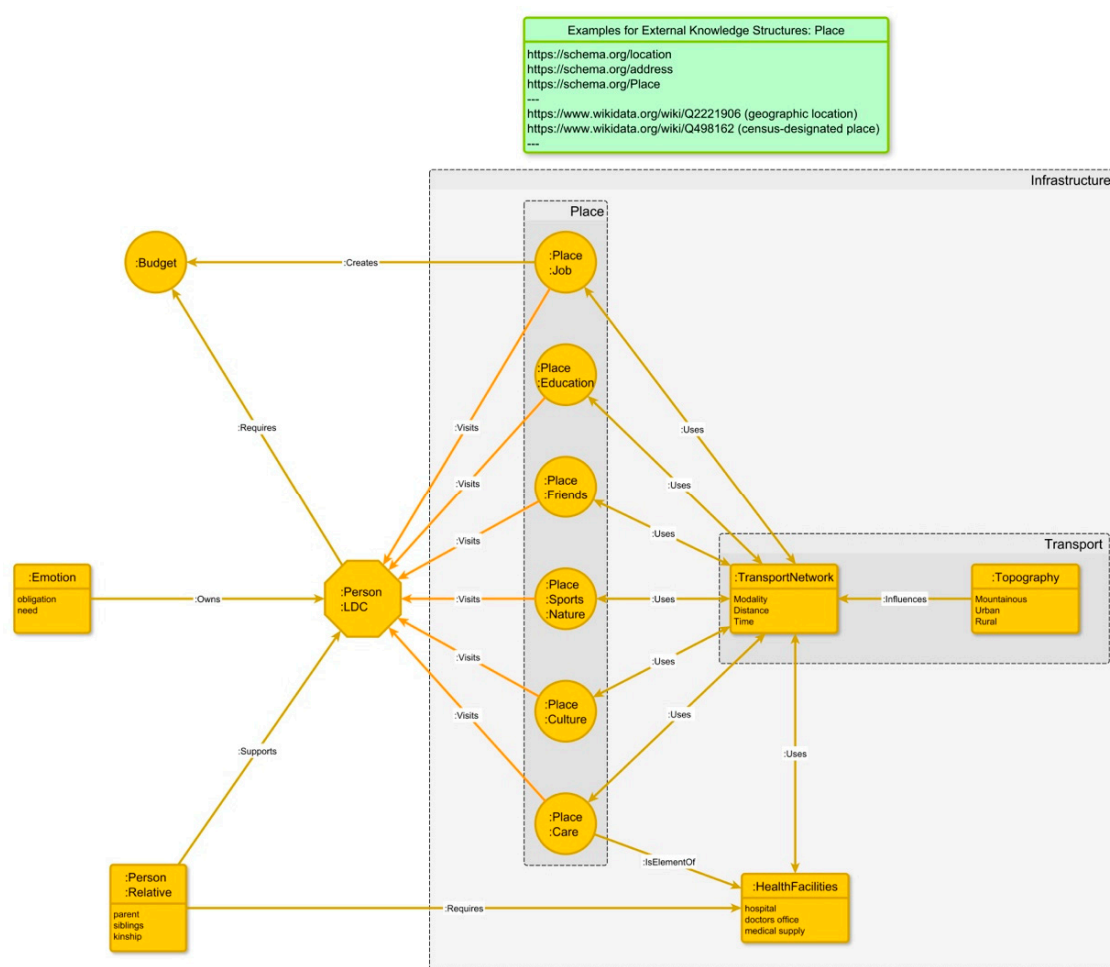 Examples for External Knowledge Structures: Place
https://schema.org/location
https://schema.org/address
https://schema.org/Place
---
https://www.wikidata.org/wiki/Q2221906 (geographic location)
https://www.wikidata.org/wiki/Q498162 (census-designated place)
---
Infrastructure
Place
:Budget
:Creates
:Place
:Job
:Place
:Education
:Requires
:Visits
:Uses
:Visits
:Uses
:Place
:Friends
:Visits
:Uses
Transport
:Emotion
obligation
need
:Owns
:Person
:LDC
:Visits
:Place
:Sports
:Nature
:Uses
:TransportNetwork
Modality
Distance
Time
:Influences
:Topography
Mountainous
Urban
Rural
:Visits
:Uses
:Place
:Culture
:Visits
:Uses
:Supports
:Uses
:Place
:Care
:IsElementOf
:Person
:Relative
parent
siblings
kinship
:Requires
:HealthFacilities
hospital
doctors office
medical supply